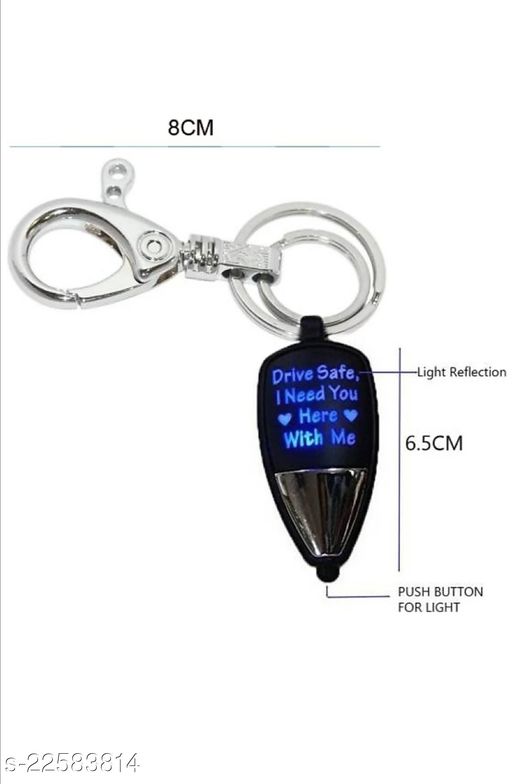 8CM
Drive Safe,
I Need You
♥ Here ♥
With Me
Light Reflection
6.5CM
PUSH BUTTON
FOR LIGHT
s-22583814